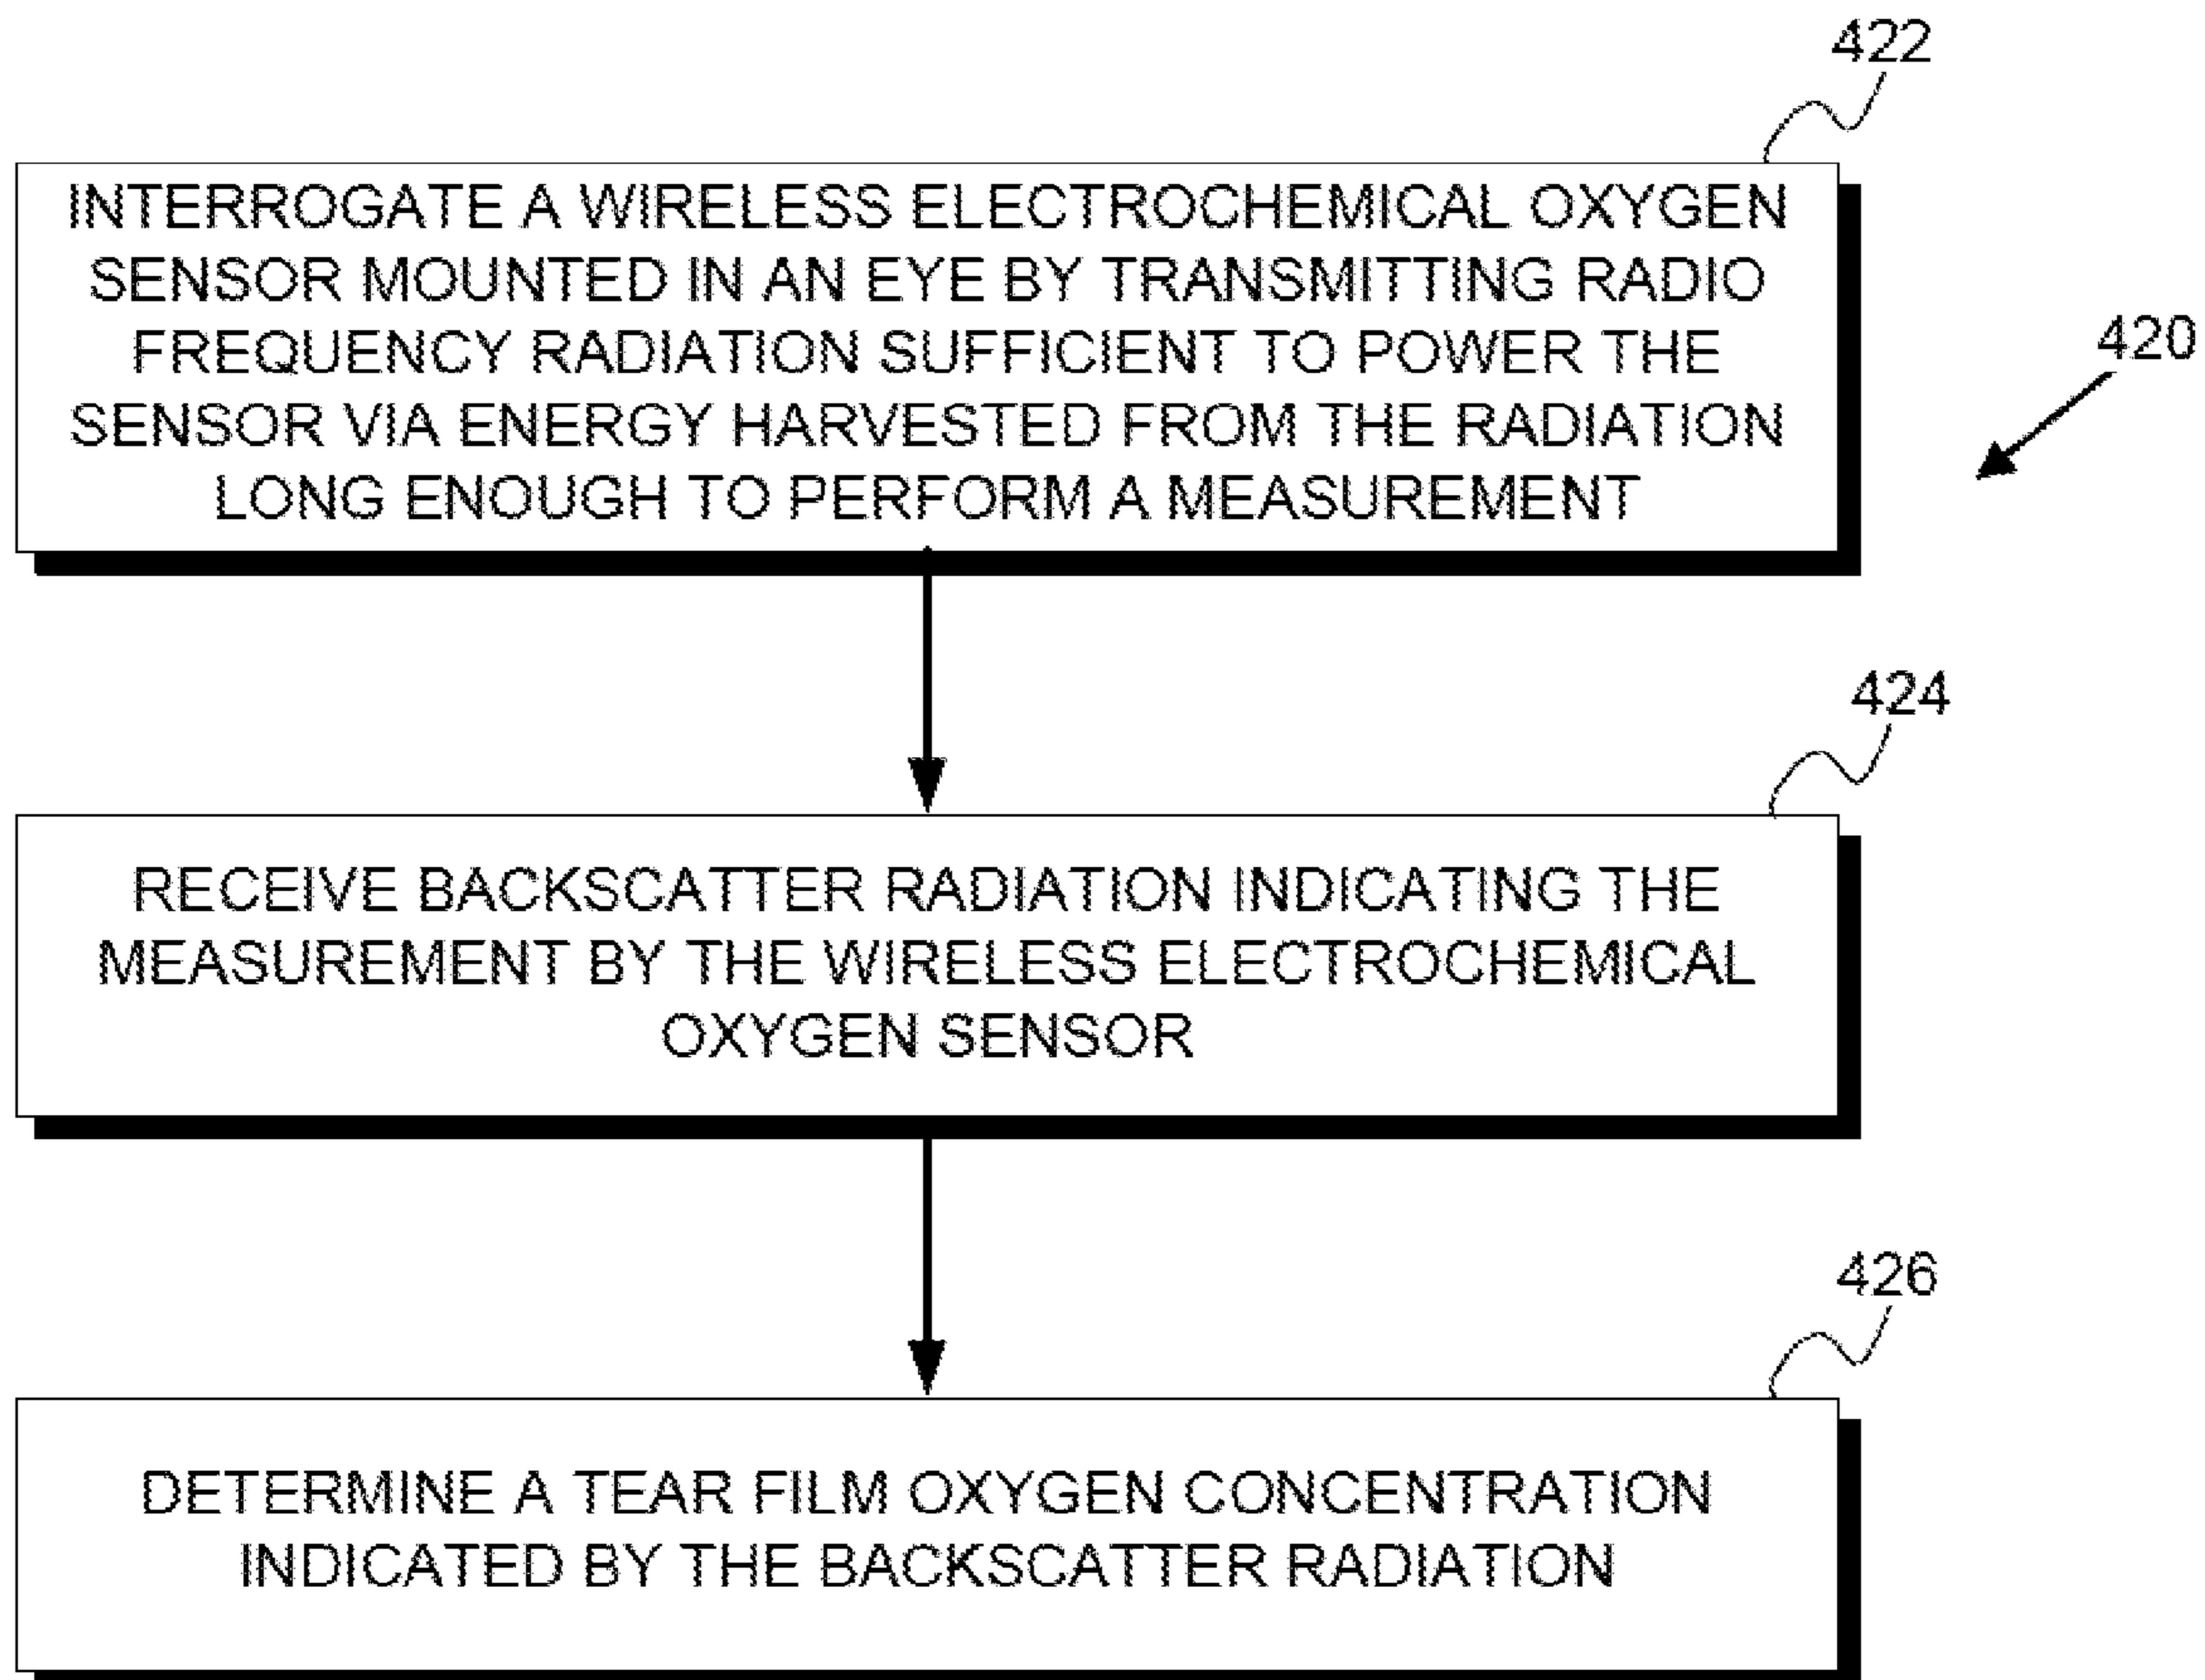 422
INTERROGATE A WIRELESS ELECTROCHEMICAL OXYGEN
SENSOR MOUNTED IN AN EYE BY TRANSMITTING RADIO
FREQUENCY RADIATION SUFFICIENT TO POWER THE
SENSOR VIA ENERGY HARVESTED FROM THE RADIATION
LONG ENOUGH TO PERFORM A MEASUREMENT
420
424
RECEIVE BACKSCATTER RADIATION INDICATING THE
MEASUREMENT BY THE WIRELESS ELECTROCHEMICAL
OXYGEN SENSOR
426
DETERMINE A TEAR FILM OXYGEN CONCENTRATION
INDICATED BY THE BACKSCATTER RADIATION